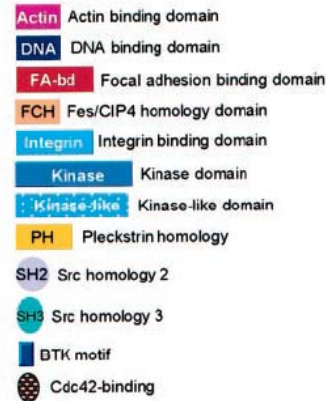 Actin Actin binding domain
DNA DNA binding domain
FA-bd Focal adhesion binding domain
FCH Fes/CIP4 homology domain
Integrin Integrin binding domain
Kinase Kinase domain
Kinase-like Kinase-like domain
PH Pleckstrin homology
SH2 Src homology 2
SH3 Src homology 3
BTK motif
Cdc42-binding